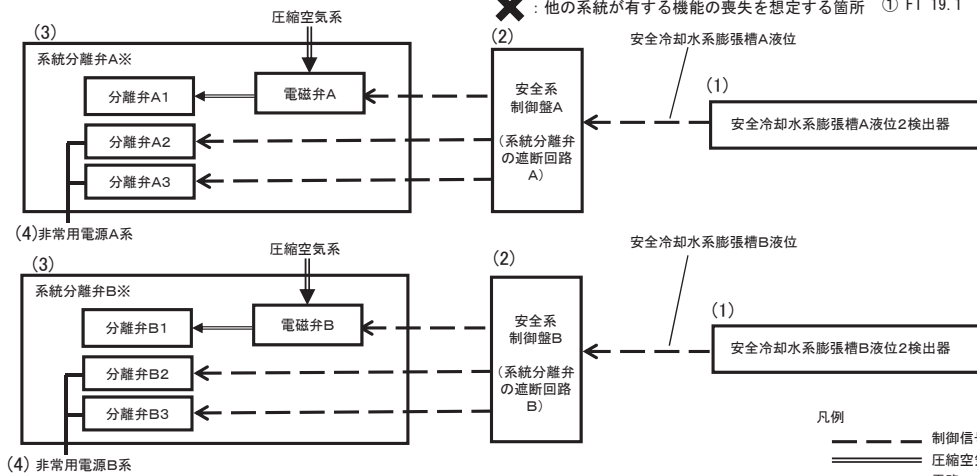 ：他の系統が有する機能の喪失を想定する箇所　① FT 19.1
圧縮空気系
(3)
系統分離弁A※
分離弁A1
電磁弁A
分離弁A2
分離弁A3
(4)非常用電源A系
(2)
安全系
制御盤A
(系統分離弁
の遮断回路
A)
安全冷却水系膨張槽A液位
(1)
安全冷却水系膨張槽A液位2検出器
圧縮空気系
(3)
系統分離弁B※
分離弁B1
電磁弁B
分離弁B2
分離弁B3
(4) 非常用電源B系
(2)
安全系
制御盤B
(系統分離弁
の遮断回路
B)
安全冷却水系膨張槽B液位
(1)
安全冷却水系膨張槽B液位2検出器
凡例
制御信
圧縮空